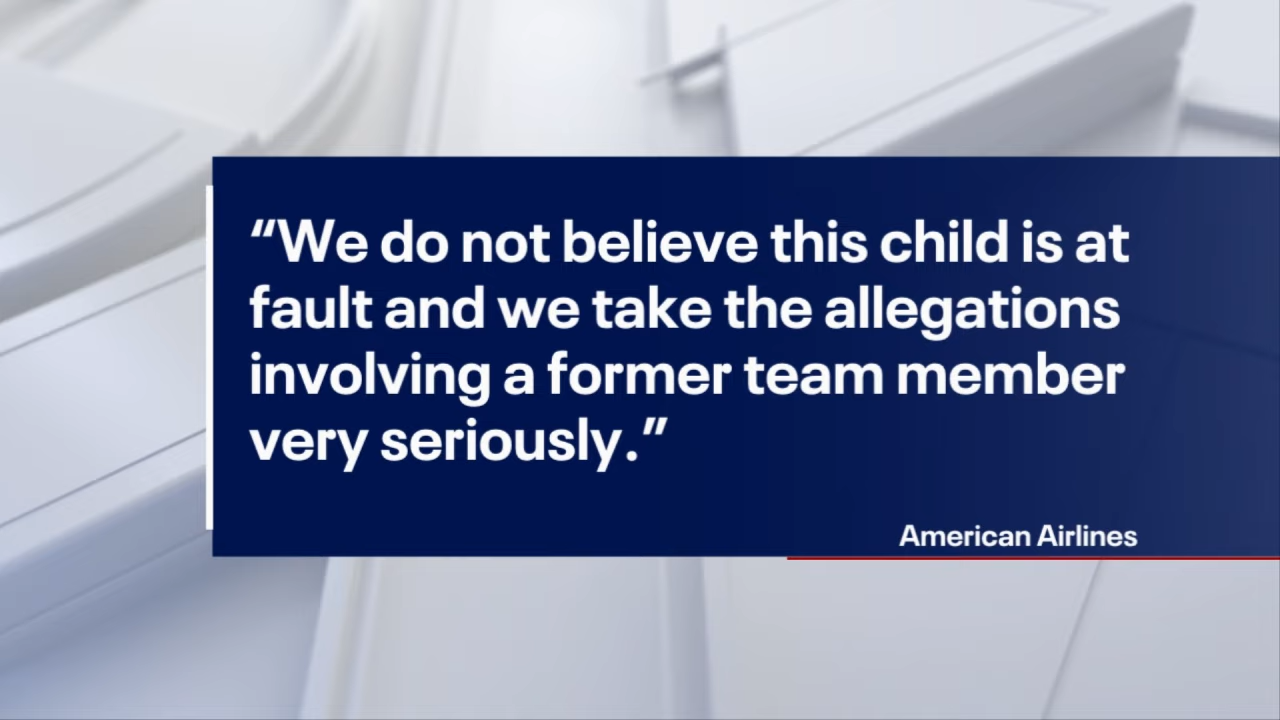 “We do not believe this child is at
fault and we take the allegations
involving a former team member
very seriously.”
American Airlines